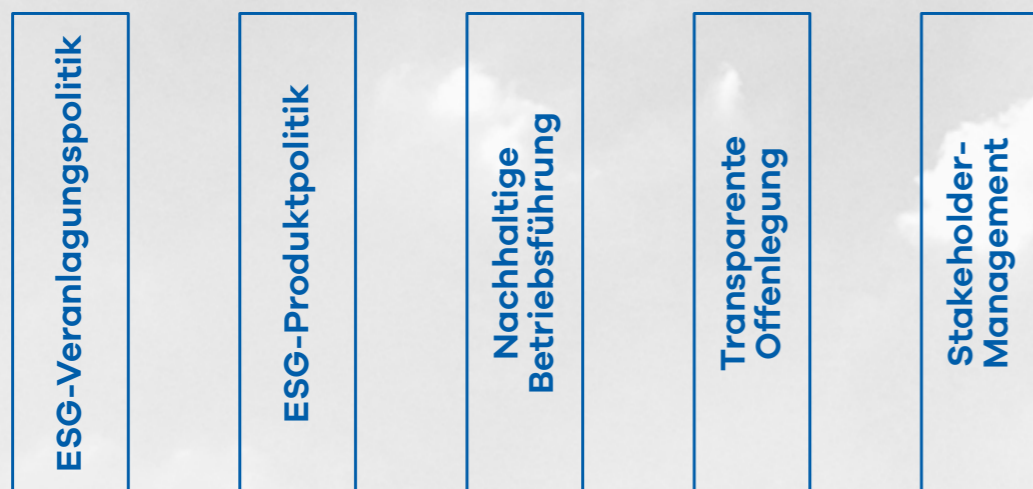 ESG-Veranlagungspolitik
ESG-Produktpolitik
Nachhaltige
Betriebsführung
Transparente
Offenlegung
Stakeholder-
Management